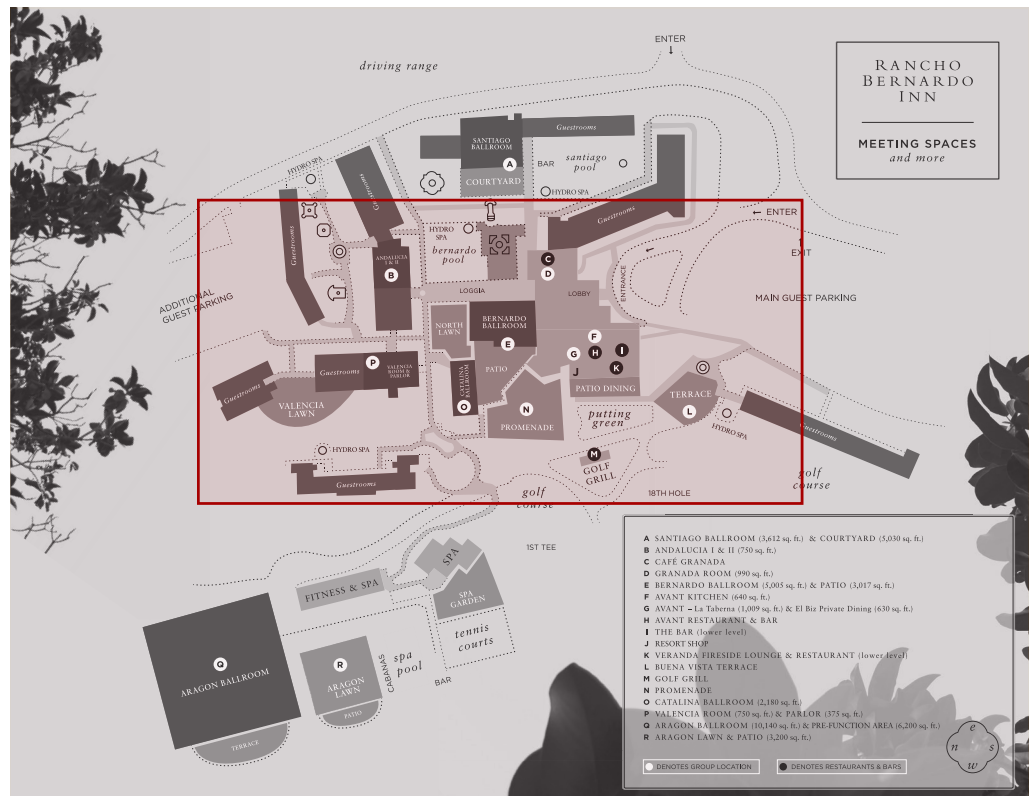 ENTER
driving range
RANCHO
BERNARDO
INN
MEETING SPACES
and more
Guestrooms
SANTIAGO
BALLROOM
A
COURTYARD
BAR
santiago
pool
HYDRO SPA
HYDRO SPA
Guestrooms
Guestrooms
Guestrooms
HYDRO
SPA
bernardo
pool
ENTER
EXIT
ANDALUCIA
I & II
B
C
D
LOGGIA
LOBBY
ENTRANCE
ADDITIONAL
GUEST PARKING
MAIN GUEST PARKING
NORTH
LAWN
BERNARDO
BALLROOM
E
F
G
H
I
J
K
P
Guestrooms
VALENCIA
ROOM &
PARLOR
PATIO
CATALINA
BALLROOM
O
PATIO DINING
Guestrooms
VALENCIA
LAWN
N
PROMENADE
putting
green
TERRACE
L
HYDRO SPA
Guestrooms
HYDRO SPA
Guestrooms
M
GOLF
GRILL
golf
course
18TH HOLE
golf
course
1ST TEE
SPA
FITNESS & SPA
SPA
GARDEN
tennis
courts
Q
ARAGON BALLROOM
R
ARAGON
LAWN
CABANAS
spa
pool
BAR
PATIO
TERRACE
A SANTIAGO BALLROOM (3,612 sq. ft.) & COURTYARD (5,030 sq. ft.)
B ANDALUCIA I & II (750 sq. ft.)
C CAFÉ GRANADA
D GRANADA ROOM (990 sq. ft.)
E BERNARDO BALLROOM (5,005 sq. ft.) & PATIO (3,017 sq. ft.)
F AVANT KITCHEN (640 sq. ft.)
G AVANT – La Taberna (1,009 sq. ft.) & El Biz Private Dining (630 sq. ft.)
H AVANT RESTAURANT & BAR
I THE BAR (lower level)
J RESORT SHOP
K VERANDA FIRESIDE LOUNGE & RESTAURANT (lower level)
L BUENA VISTA TERRACE
M GOLF GRILL
N PROMENADE
O CATALINA BALLROOM (2,180 sq. ft.)
P VALENCIA ROOM (750 sq. ft.) & PARLOR (375 sq. ft.)
Q ARAGON BALLROOM (10,140 sq. ft.) & PRE-FUNCTION AREA (6,200 sq. ft.)
R ARAGON LAWN & PATIO (3,200 sq. ft.)
DENOTES GROUP LOCATION
DENOTES RESTAURANTS & BARS
e
n s
w